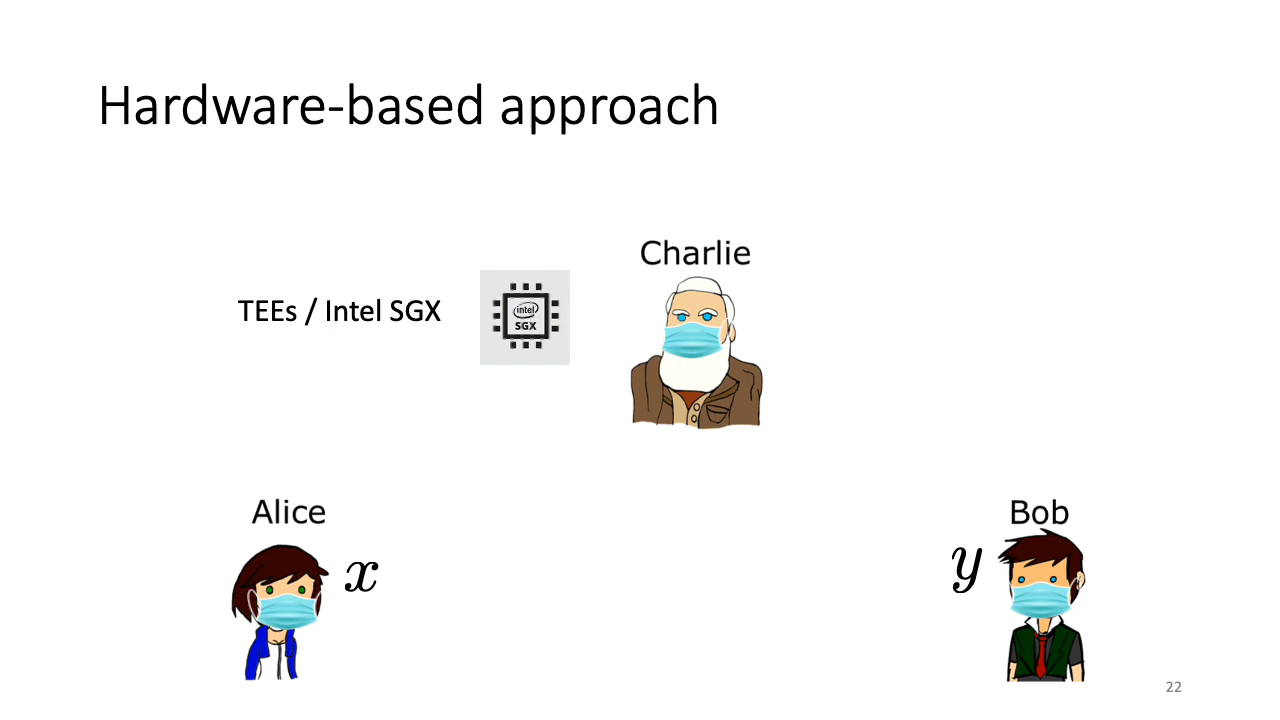 Hardware-based approach
Charlie
TEEs / Intel SGX
intel
SGX
Alice
Bob
x
y
22